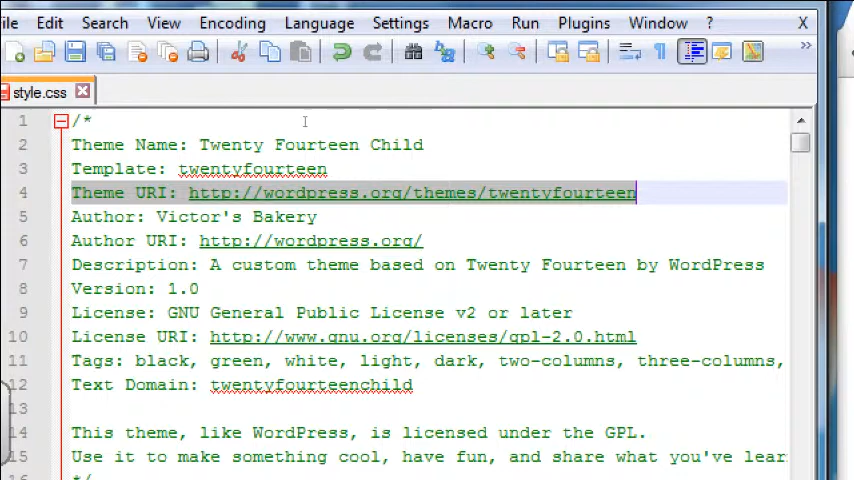 ile Edit Search View Encoding Language Settings Macro Run Plugins Window ? X
style.css
1 /*
2 Theme Name: Twenty Fourteen Child
3 Template: twentyfourteen
4 Theme URI: http://wordpress.org/themes/twentyfourteen
5 Author: Victor's Bakery
6 Author URI: http://wordpress.org/
7 Description: A custom theme based on Twenty Fourteen by WordPress
8 Version: 1.0
9 License: GNU General Public License v2 or later
10 License URI: http://www.gnu.org/licenses/gpl-2.0.html
11 Tags: black, green, white, light, dark, two-columns, three-columns,
12 Text Domain: twentyfourteenchild
13
14 This theme, like WordPress, is licensed under the GPL.
15 Use it to make something cool, have fun, and share what you've lear
16 */